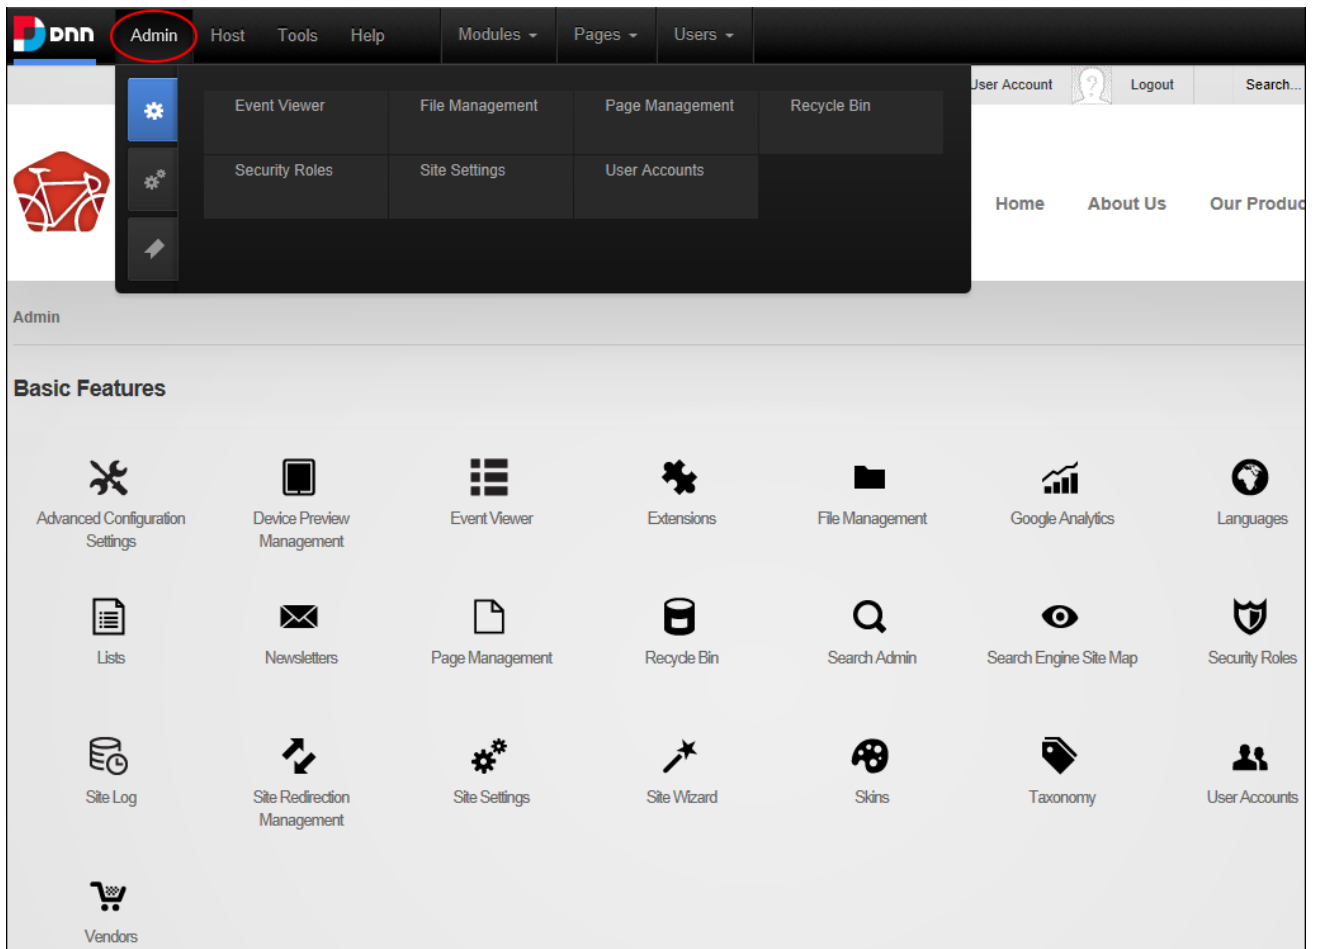 DNN Admin Host Tools Help Modules Pages Users
User Account Logout Search...
Event Viewer File Management Page Management Recycle Bin
Security Roles Site Settings User Accounts
Home About Us Our Produc
Admin
Basic Features
Advanced Configuration Settings
Device Preview Management
Event Viewer
Extensions
File Management
Google Analytics
Languages
Lists
Newsletters
Page Management
Recycle Bin
Search Admin
Search Engine Site Map
Security Roles
Site Log
Site Redirection Management
Site Settings
Site Wizard
Skins
Taxonomy
User Accounts
Vendors